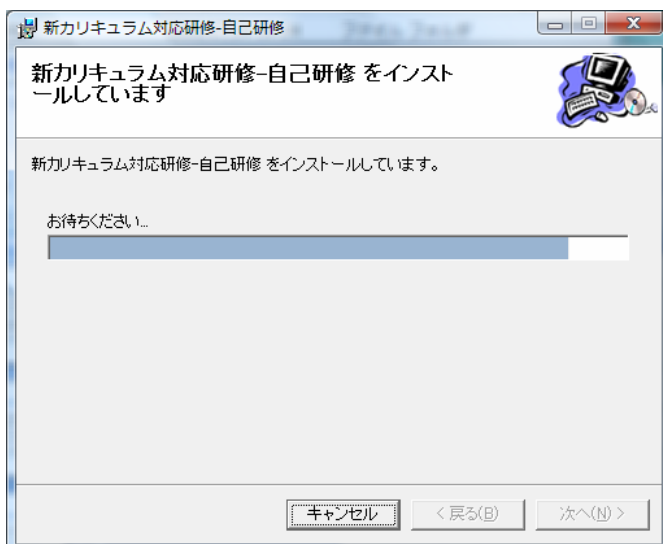 新カリキュラム対応研修-自己研修
新カリキュラム対応研修-自己研修 をインスト
ールしています
新カリキュラム対応研修-自己研修 をインストールしています。
お待ちください...
キャンセル
< 戻る(B)
次へ(N) >